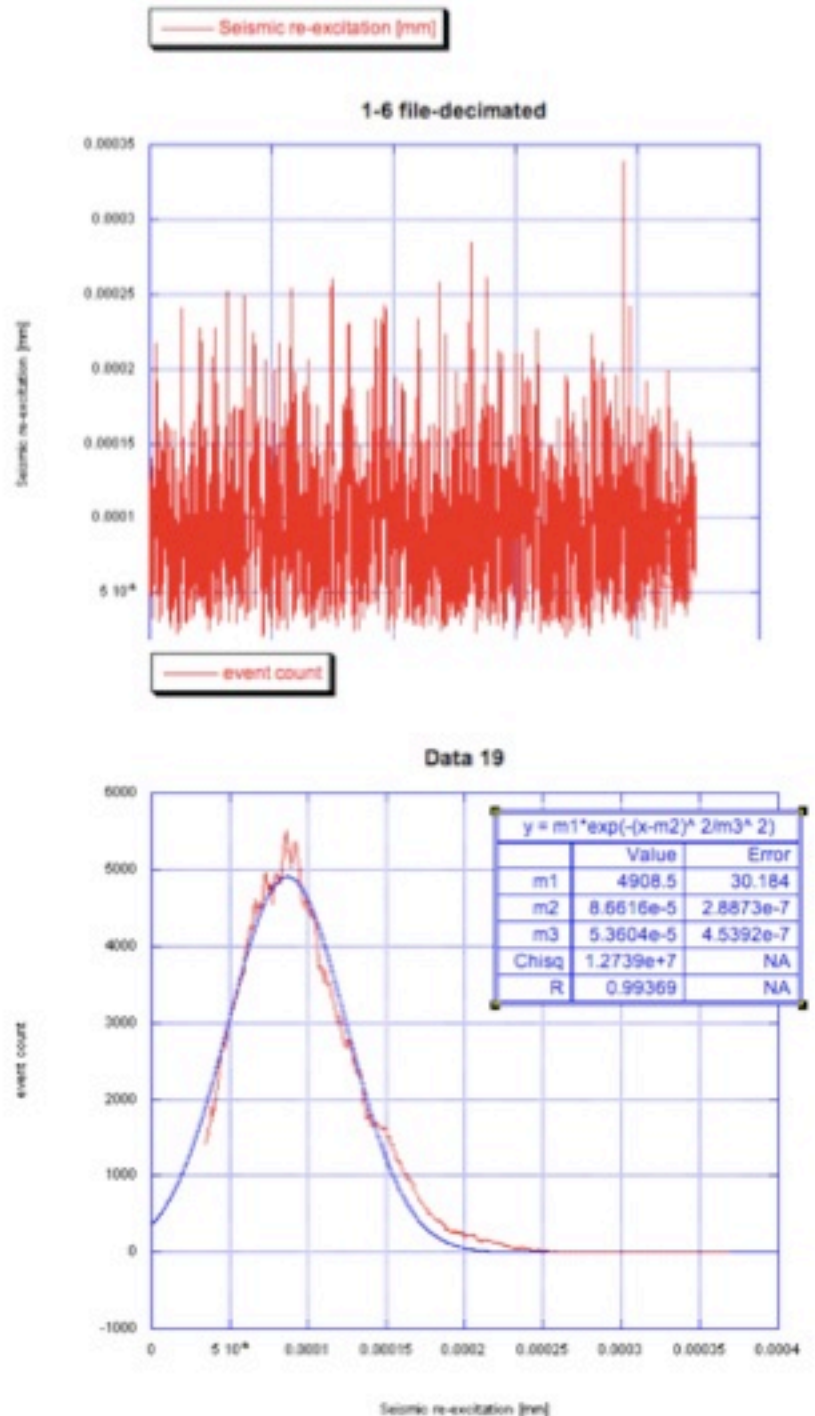 Seismic re-excitation [mm]
1-6 file-decimated
0.00035
0.0003
0.00025
0.0002
0.00015
0.0001
Seismic re-excitation [mm]
event count
Data 19
6000
5000
4000
3000
2000
1000
0
-1000
event count
y = m1*exp(-(x-m2)^ 2/m3^ 2)
Value Error
m1 4908.5 30.184
m2 8.6616e-5 2.8873e-7
m3 5.3604e-5 4.5392e-7
Chisq 1.2739e+7 NA
R 0.99369 NA
0 0.0001 0.00015 0.0002 0.00025 0.0003 0.00035 0.0004
Seismic re-excitation [mm]